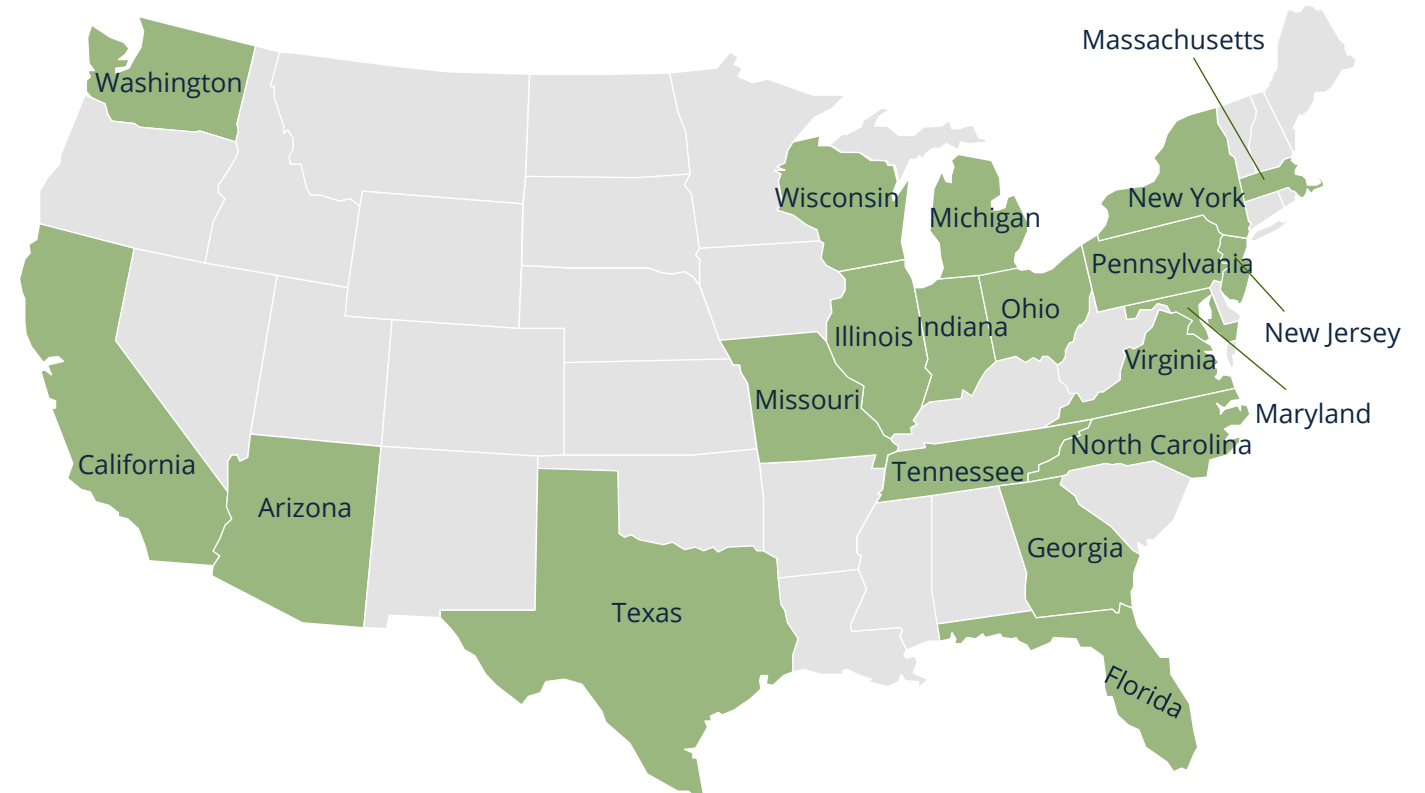 Massachusetts
Washington
Wisconsin
New York
Michigan
Pennsylvania
Ohio
Indiana
New Jersey
Illinois
Virginia
Missouri
Maryland
North Carolina
California
Tennessee
Arizona
Georgia
Texas
Florida